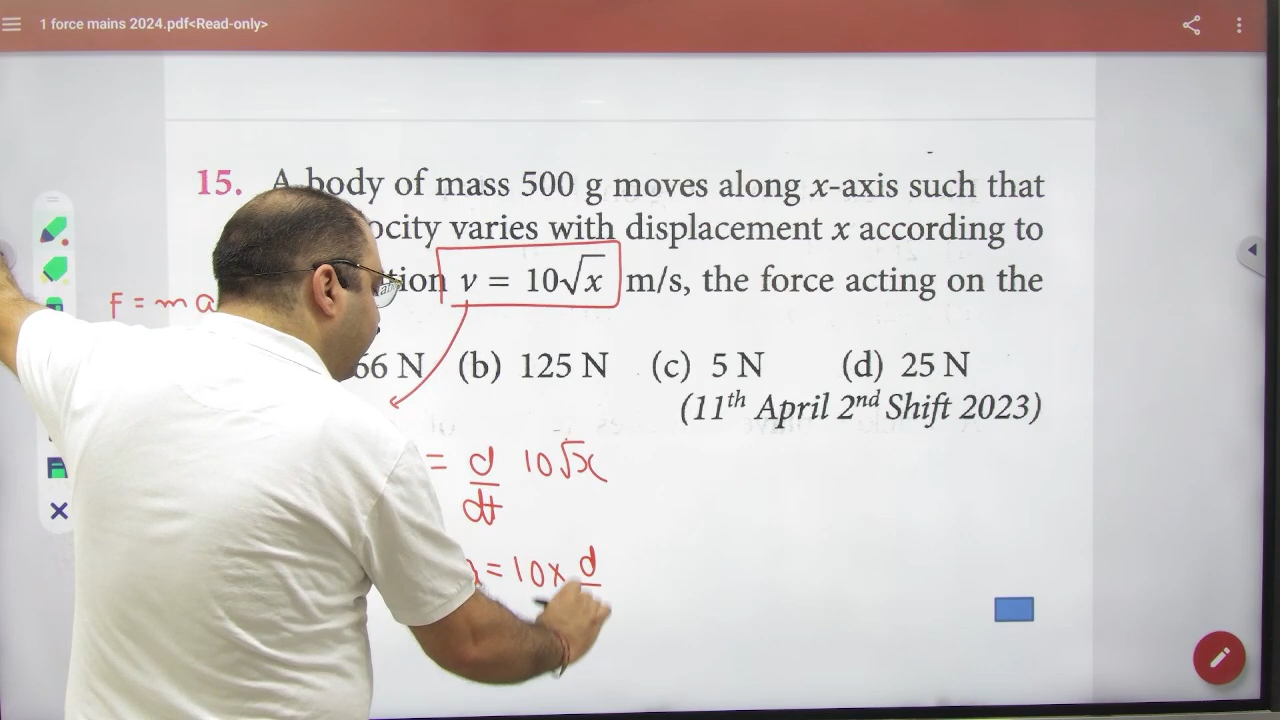 1 force mains 2024.pdf<Read-only>
15. A body of mass 500 g moves along x-axis such that
varies with displacement x according to
v = 10√x m/s, the force acting on the
F = ma
66 N (b) 125 N (c) 5 N (d) 25 N
(11th April 2nd Shift 2023)
= d/dt 10√x
= 10 x d